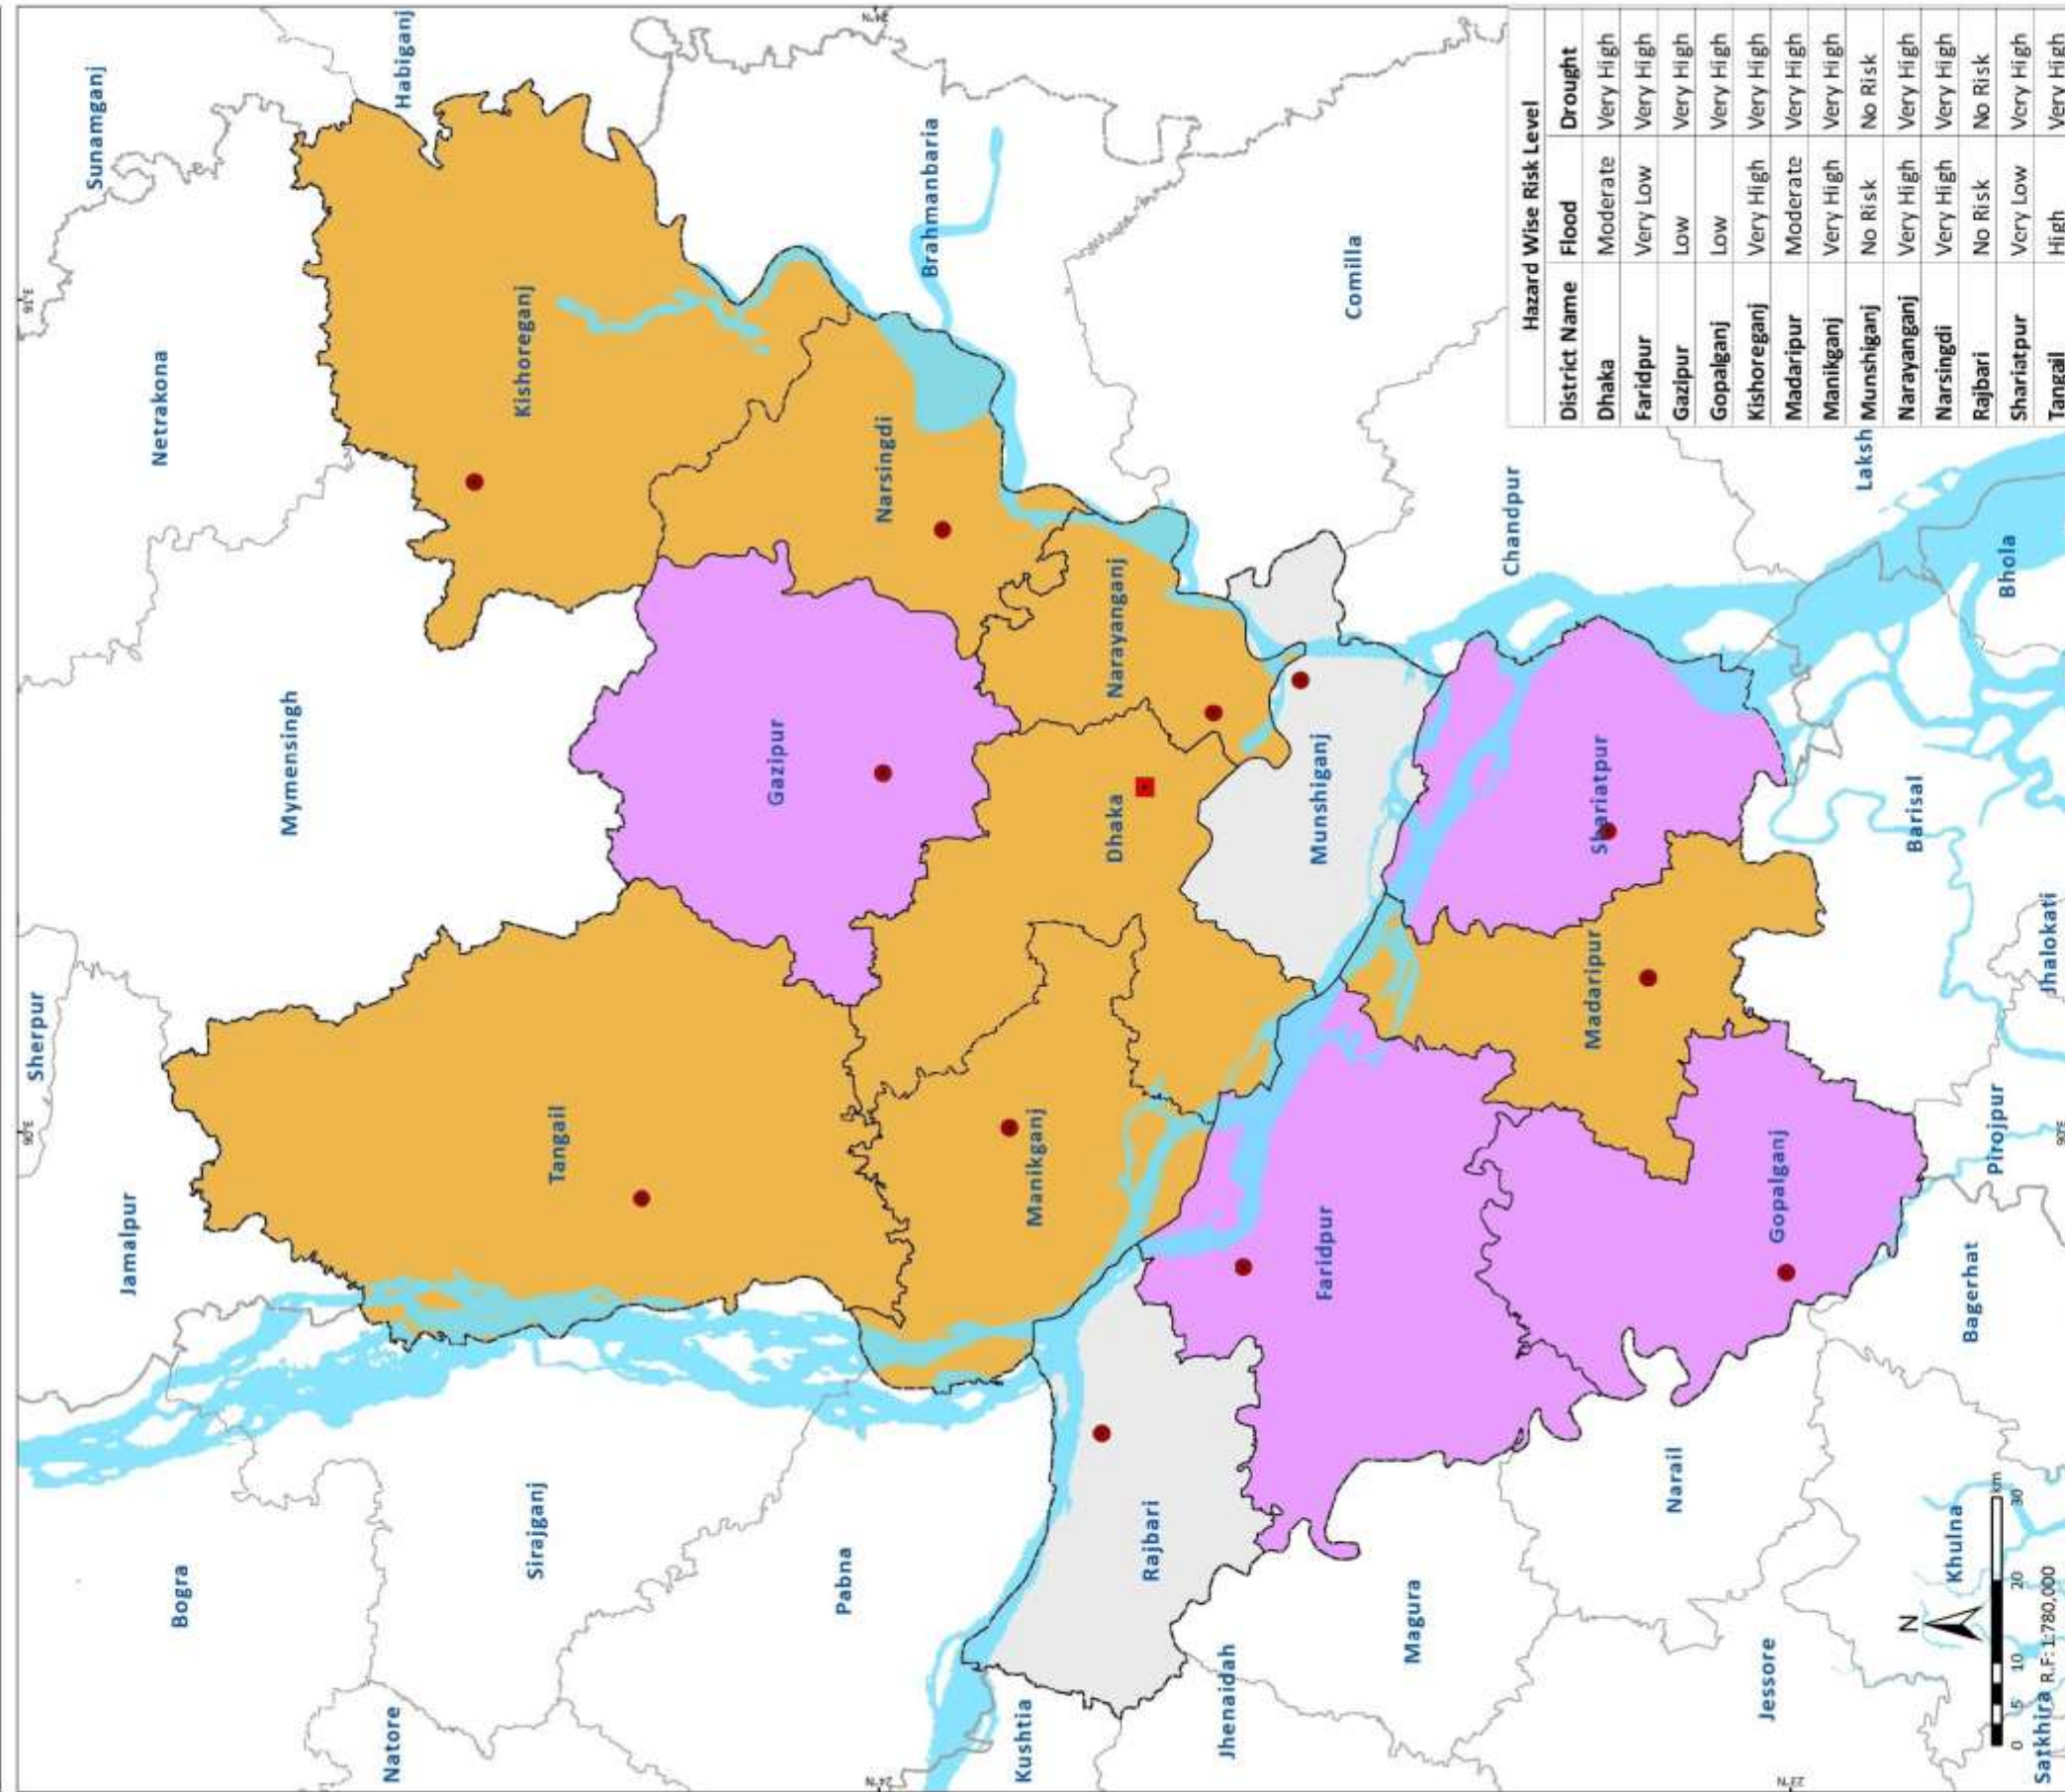 Sunamganj
Habiganj
24°N
91°E
Netrakona
Kishoreganj
Brahmanbaria
Comilla
Mymensingh
Narsingdi
Gazipur
Narayanganj
Chandpur
Laksh
Bhola
Sherpur
Dhaka
Munshiganj
Shariatpur
Barisal
Jhalokati
90°E
Jamalpur
Tangail
Manikganj
Madaripur
Faridpur
Gopalganj
Pirojpur
90°E
Bagerhat
Bogra
Sirajganj
Pabna
Rajbari
Narail
Magura
Khulna
Natore
Kushtia
Jhenaidah
Jessore
Satkhira
24°N
23°N
N
0 5 10 20 30
km
R.F: 1:780,000
Hazard Wise Risk Level
District Name Flood Drought
Dhaka Moderate Very High
Faridpur Very Low Very High
Gazipur Low Very High
Gopalganj Low Very High
Kishoreganj Very High Very High
Madaripur Moderate Very High
Manikganj Very High Very High
Munshiganj No Risk No Risk
Narayanganj Very High Very High
Narsingdi Very High Very High
Rajbari No Risk No Risk
Shariatpur Very Low Very High
Tangail High Very High